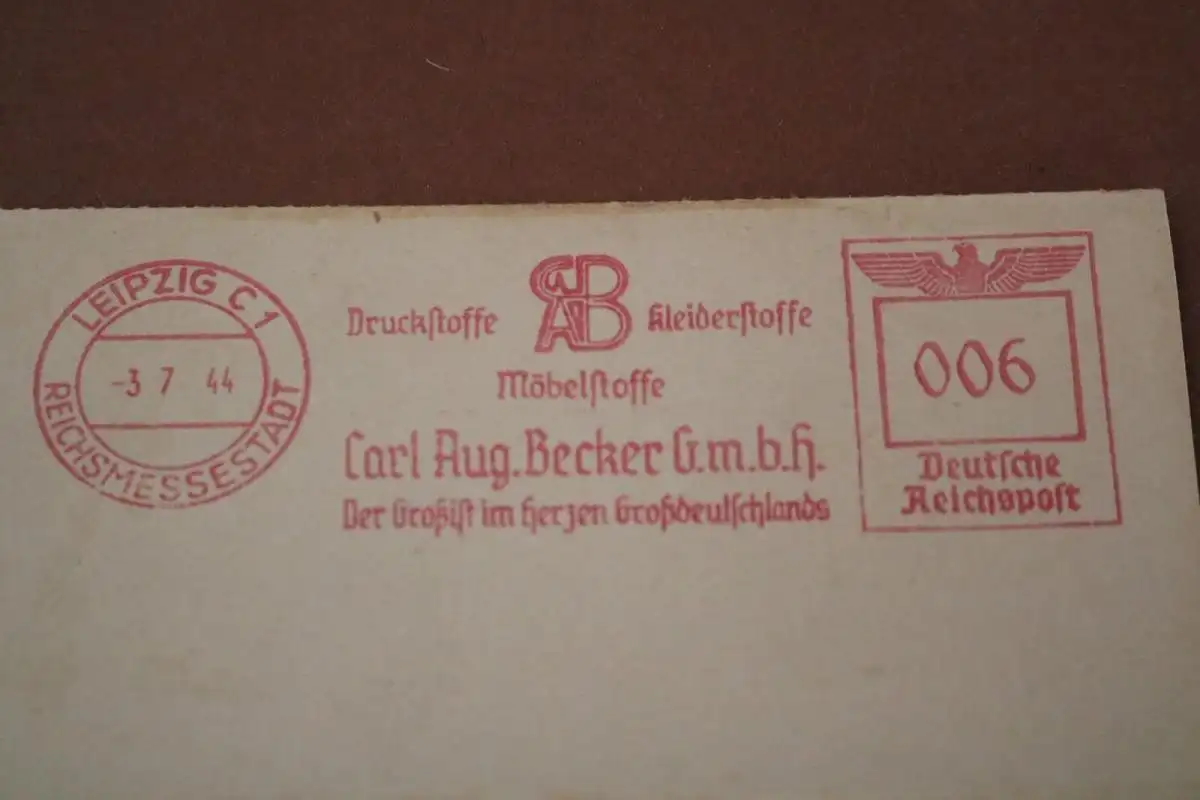 LEIPZIG C 1
-3 7 44
REICHSMESSESTADT
CAB
Druckstoffe Kleiderstoffe
Möbelstoffe
Carl Aug. Becker G.m.b.H.
Der Großist im Herzen Großdeutschlands
006
Deutsche
Reichspost